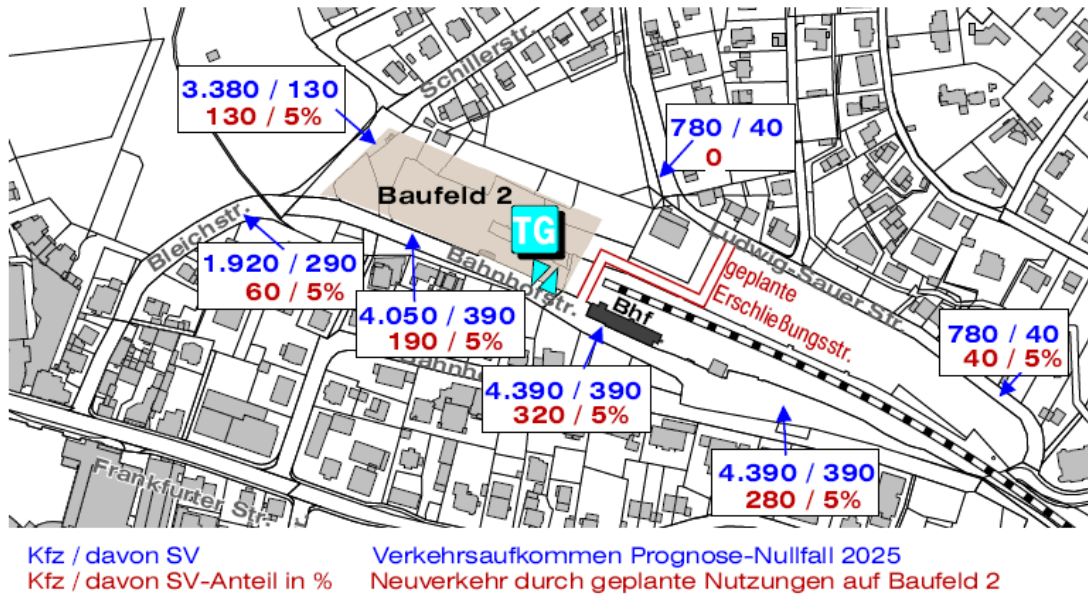 Schillerstr.
3.380 / 130
130 / 5%
780 / 40
0
Baufeld 2
TG
Bleichstr.
1.920 / 290
60 / 5%
Bahnhofstr.
4.050 / 390
190 / 5%
Ludwig-Sauer Str.
geplante
Erschließungsstr.
Bhf
780 / 40
40 / 5%
4.390 / 390
320 / 5%
4.390 / 390
280 / 5%
Frankfurter Str.
Kfz / davon SV
Verkehrsaufkommen Prognose-Nullfall 2025
Kfz / davon SV-Anteil in %
Neuverkehr durch geplante Nutzungen auf Baufeld 2